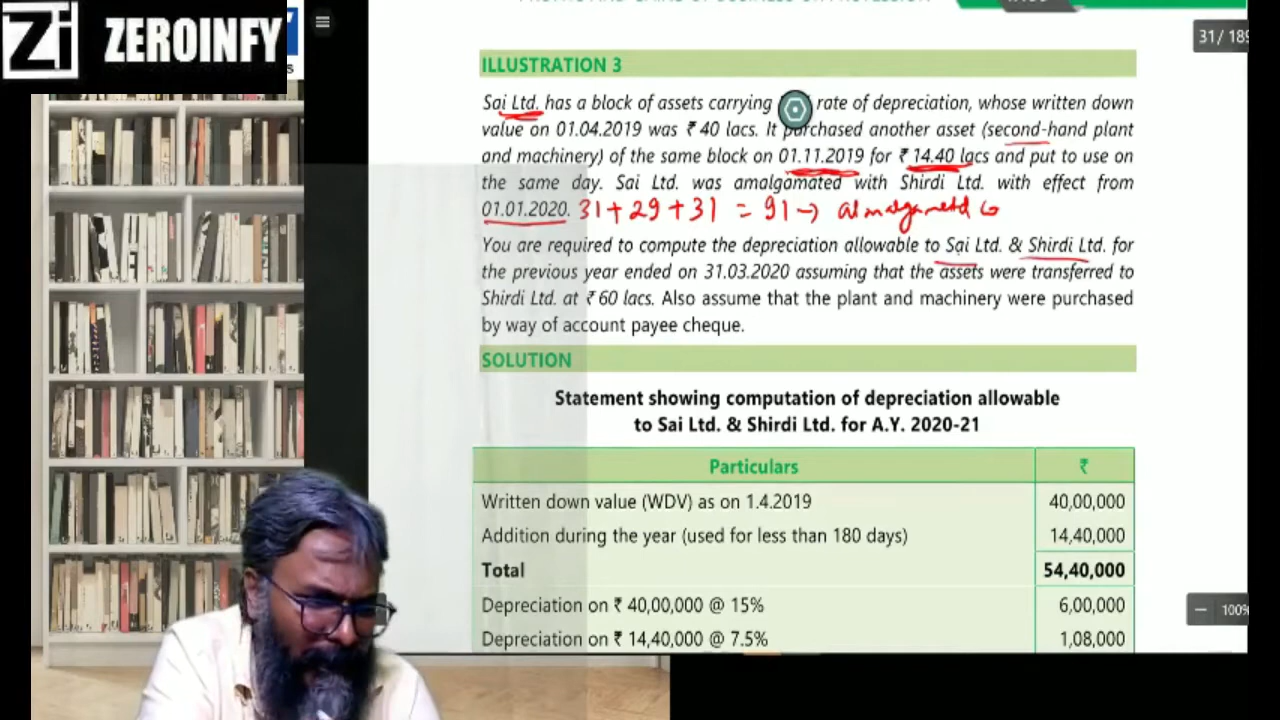 Zi ZEROINFY
31 / 189
ILLUSTRATION 3
Sai Ltd. has a block of assets carrying rate of depreciation, whose written down
value on 01.04.2019 was ₹ 40 lacs. It purchased another asset (second-hand plant
and machinery) of the same block on 01.11.2019 for ₹ 14.40 lacs and put to use on
the same day. Sai Ltd. was amalgamated with Shirdi Ltd. with effect from
01.01.2020. 31 + 29 + 31 = 91 →
You are required to compute the depreciation allowable to Sai Ltd. & Shirdi Ltd. for
the previous year ended on 31.03.2020 assuming that the assets were transferred to
Shirdi Ltd. at ₹ 60 lacs. Also assume that the plant and machinery were purchased
by way of account payee cheque.
SOLUTION
Statement showing computation of depreciation allowable
to Sai Ltd. & Shirdi Ltd. for A.Y. 2020-21
Particulars ₹
Written down value (WDV) as on 1.4.2019 40,00,000
Addition during the year (used for less than 180 days) 14,40,000
Total 54,40,000
Depreciation on ₹ 40,00,000 @ 15% 6,00,000
100%
Depreciation on ₹ 14,40,000 @ 7.5% 1,08,000